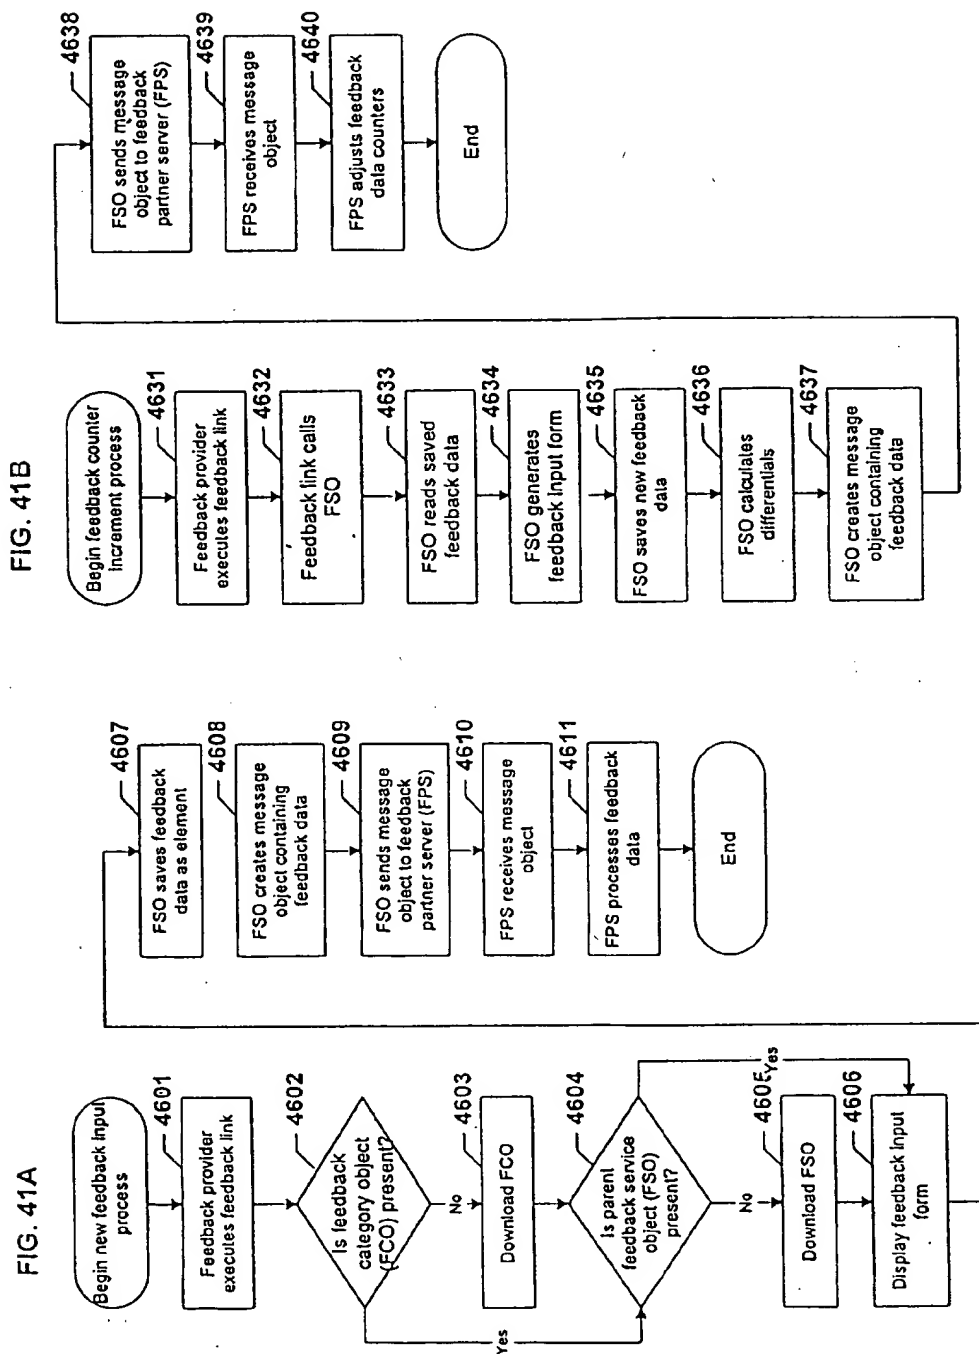 FIG. 41A
Begin new feedback input
process
4601
Feedback provider
executes feedback link
4602
Is feedback
category object
(FCO) present?
No
Yes
4603
Download FCO
4604
Is parent
feedback service
object (FSO)
present?
No
Yes
4605
Download FSO
4606
Display feedback input
form
4607
FSO saves feedback
data as element
4608
FSO creates message
object containing
feedback data
4609
FSO sends message
object to feedback
partner server (FPS)
4610
FPS receives message
object
4611
FPS processes feedback
data
End
FIG. 41B
Begin feedback counter
increment process
4631
Feedback provider
executes feedback link
4632
Feedback link calls
FSO
4633
FSO reads saved
feedback data
4634
FSO generates
feedback input form
4635
FSO saves new feedback
data
4636
FSO calculates
differentials
4637
FSO creates message
object containing
feedback data
4638
FSO sends message
object to feedback
partner server (FPS)
4639
FPS receives message
object
4640
FPS adjusts feedback
data counters
End